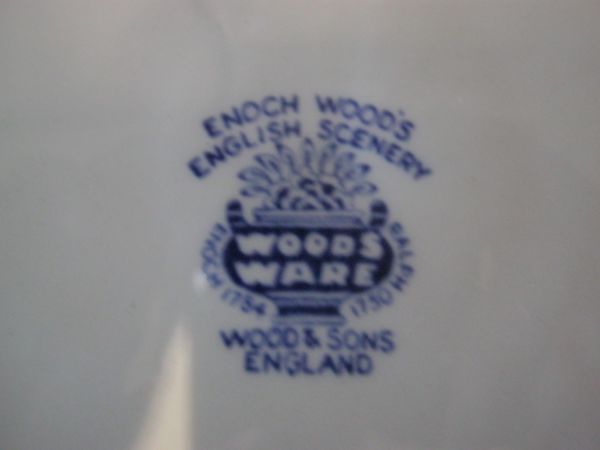 ENOCH WOOD'S
ENGLISH SCENERY
WOODS
WARE
ENOCH 1784
RALPH 1750
WOOD & SONS
ENGLAND